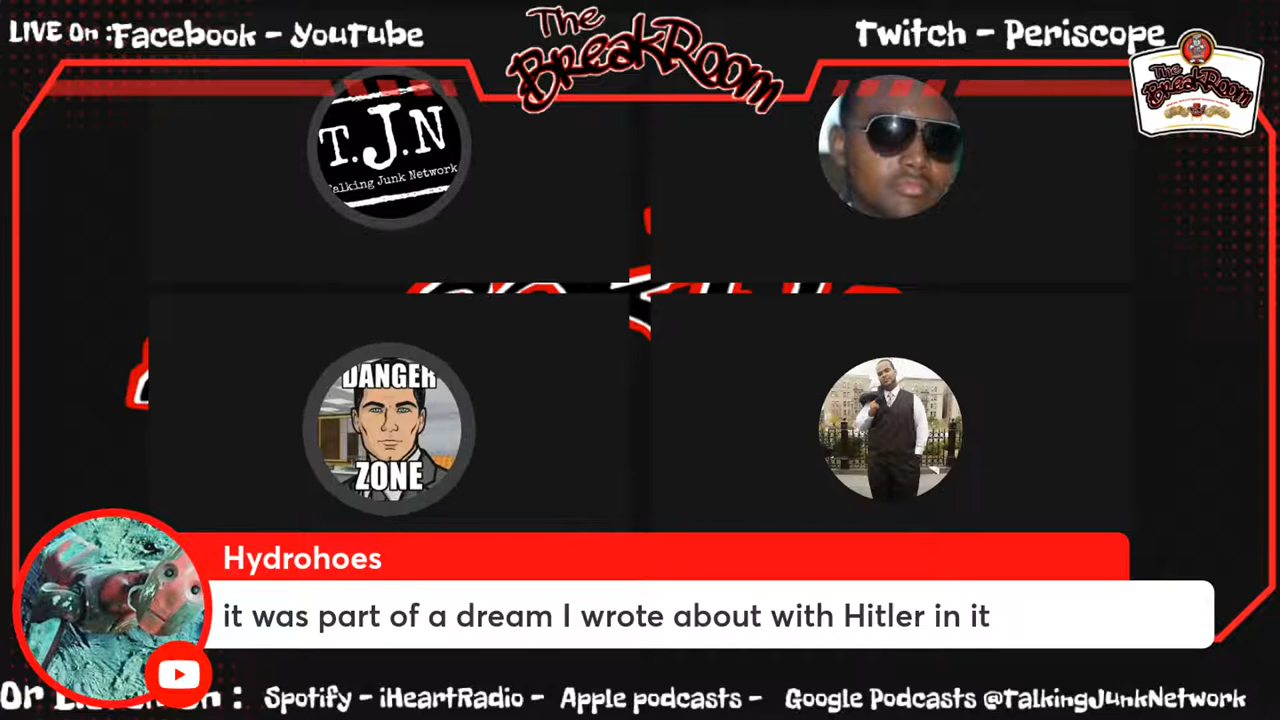 LIVE On :Facebook - YouTube
The
BreakRoom
Twitch - Periscope
The
BreakRoom
T.J.N
Talking Junk Network
DANGER
ZONE
Hydrohoes
it was part of a dream I wrote about with Hitler in it
Or : Spotify - iHeartRadio - Apple podcasts - Google Podcasts @TalkingJunkNetwork